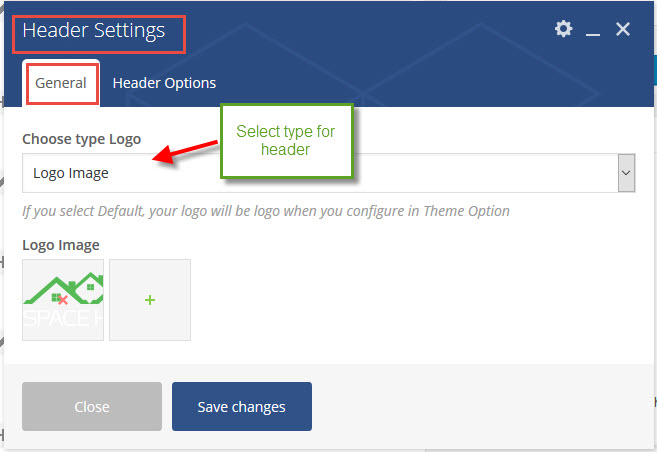 Header Settings
General
Header Options
Choose type Logo
Select type for
header
Logo Image
If you select Default, your logo will be logo when you configure in Theme Option
Logo Image
SPACE H
+
Close
Save changes